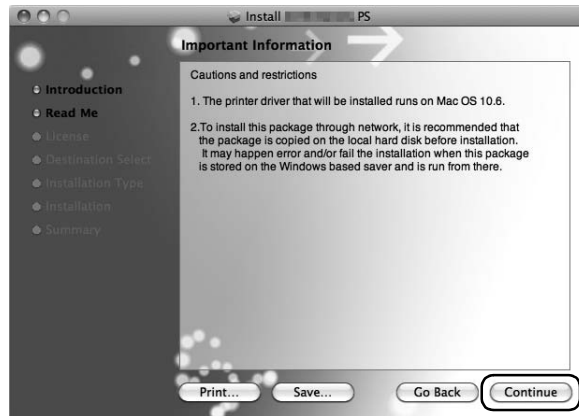 Install PS
Important Information
Introduction
Read Me
License
Destination Select
Installation Type
Installation
Summary
Cautions and restrictions
1. The printer driver that will be installed runs on Mac OS 10.6.
2.To install this package through network, it is recommended that
the package is copied on the local hard disk before installation.
It may happen error and/or fail the installation when this package
is stored on the Windows based saver and is run from there.
Print...
Save...
Go Back
Continue